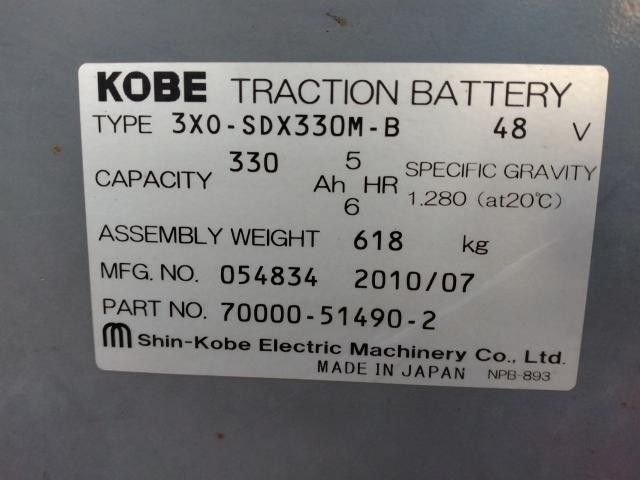 KOBE TRACTION BATTERY
TYPE 3X0-SDX330M-B 48 V
CAPACITY 330 Ah 5 HR 6 SPECIFIC GRAVITY
1.280 (at20℃)
ASSEMBLY WEIGHT 618 kg
MFG. NO. 054834 2010/07
PART NO. 70000-51490-2
Shin-Kobe Electric Machinery Co., Ltd.
MADE IN JAPAN NPB-893